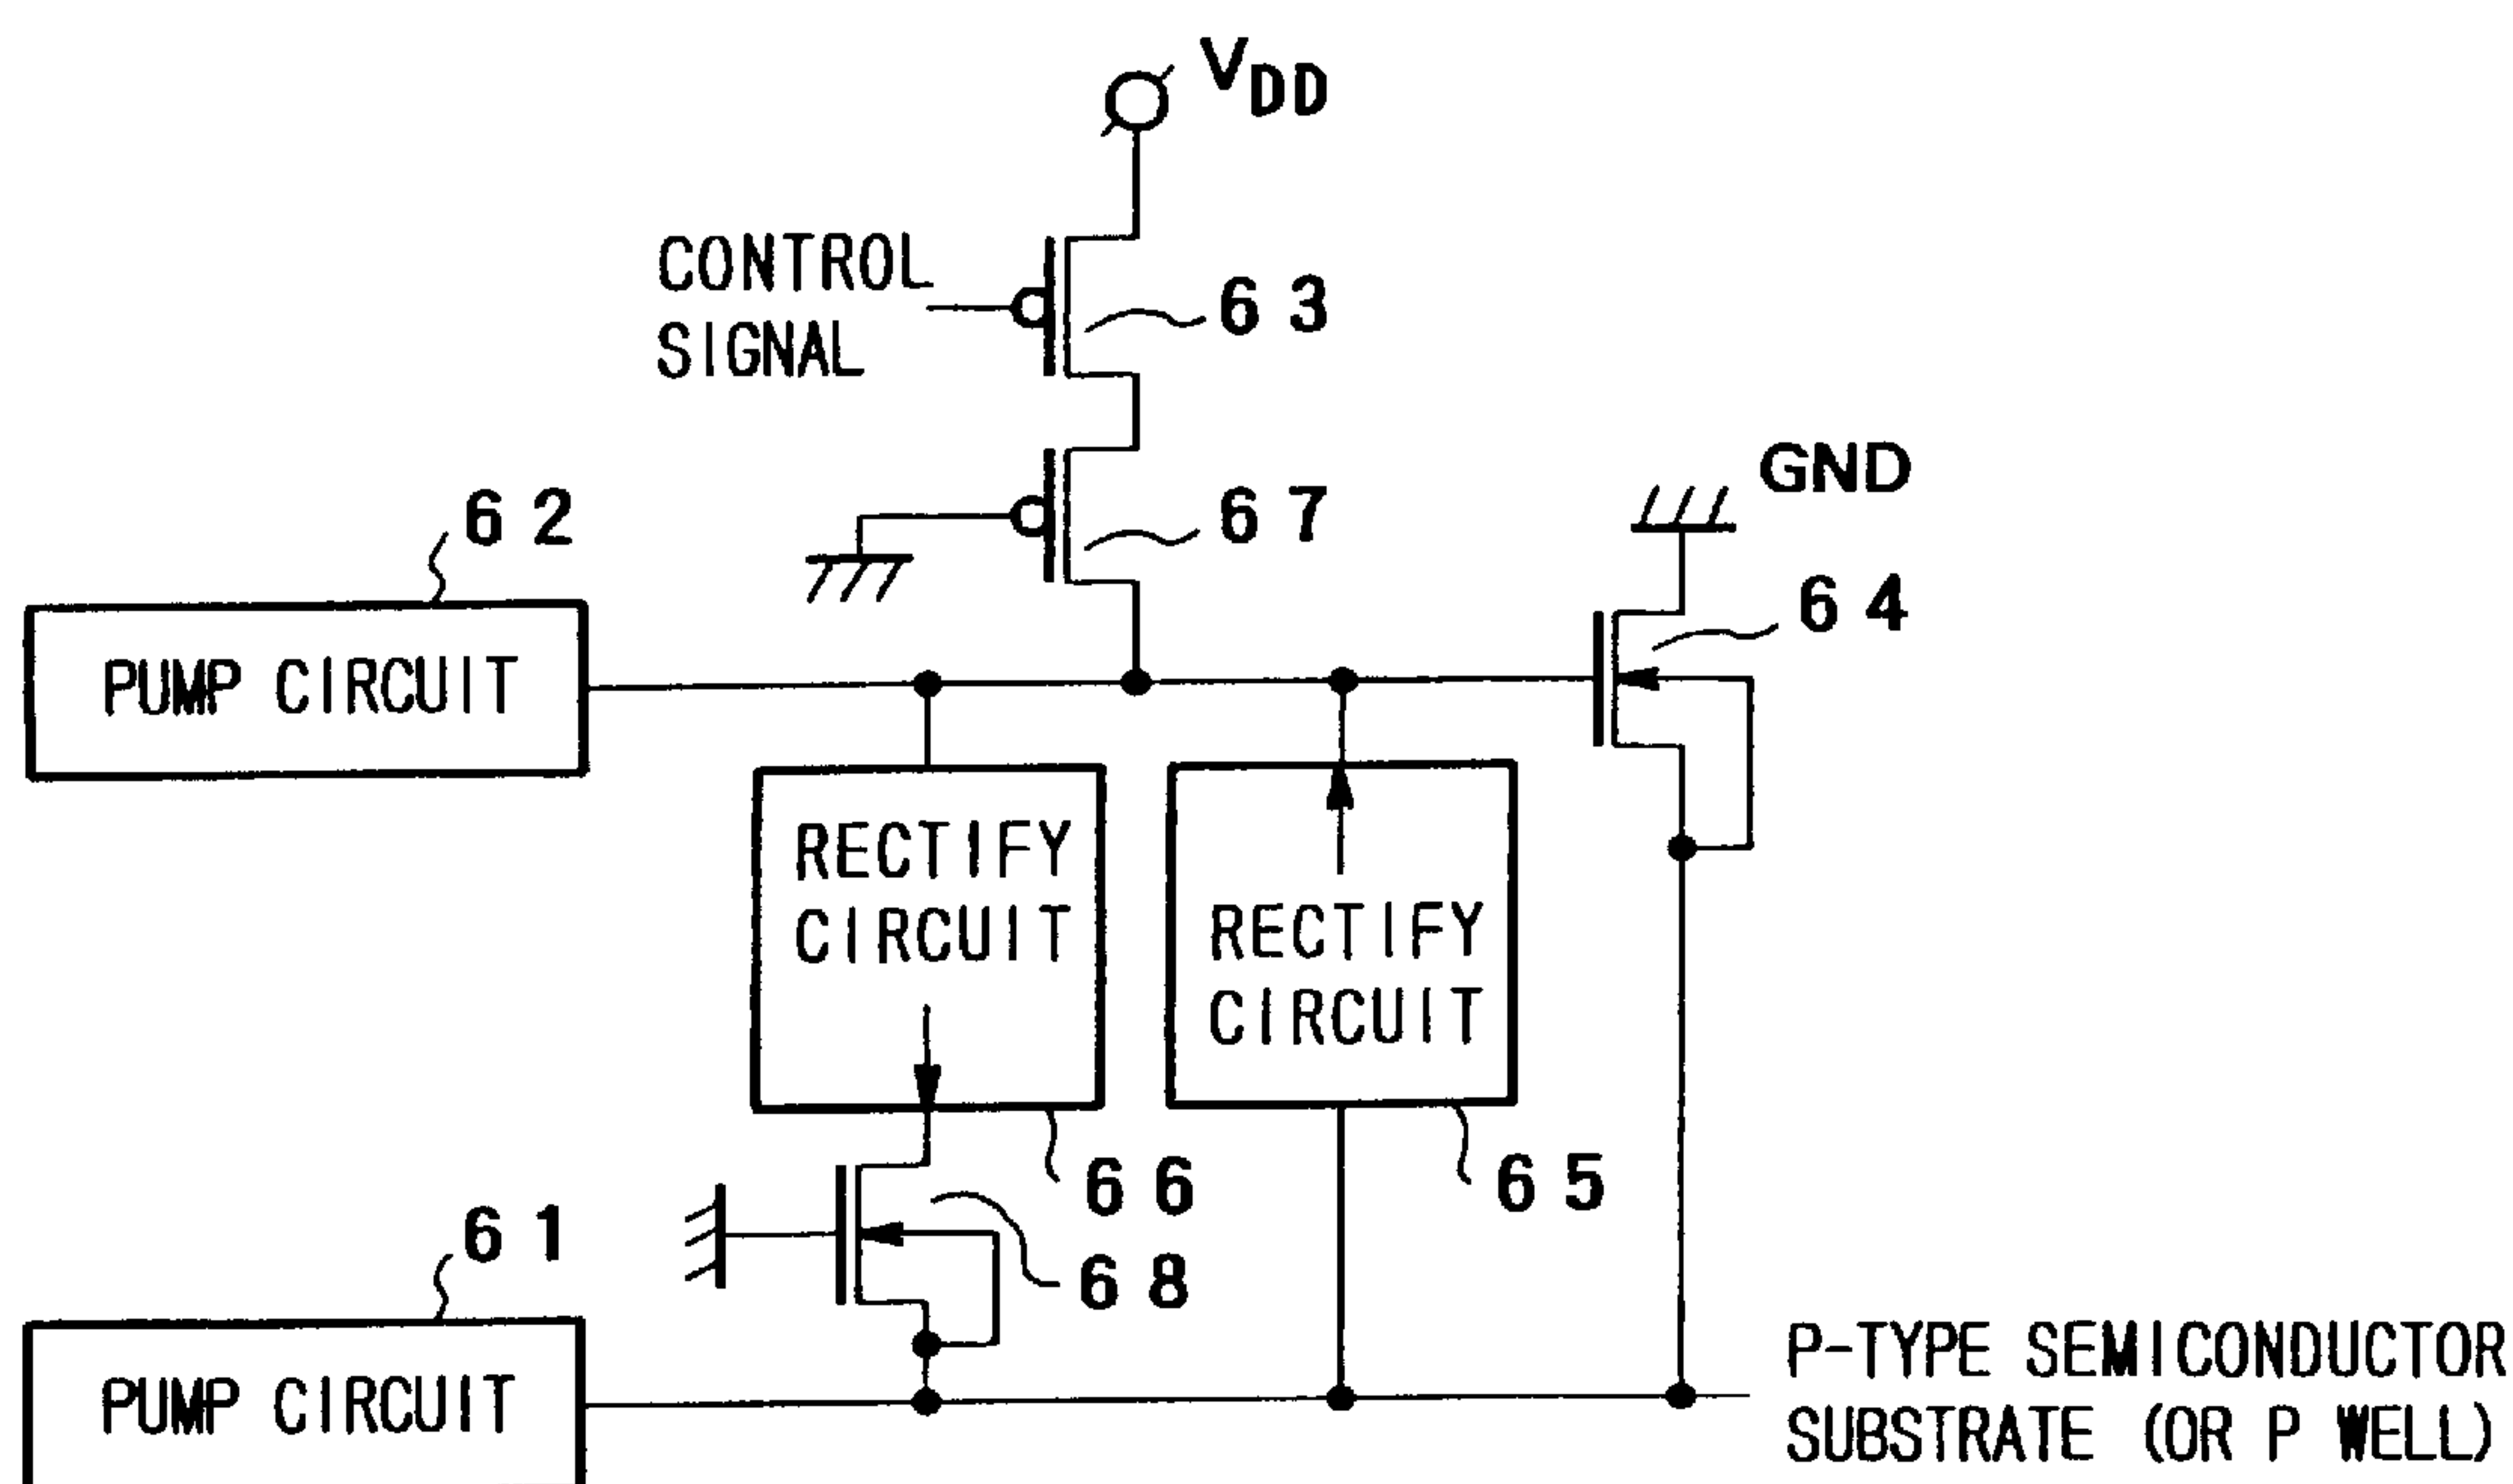 VDD
CONTROL
SIGNAL
63
67
GND
62
64
PUMP CIRCUIT
RECTIFY
CIRCUIT
RECTIFY
CIRCUIT
66
65
61
68
PUMP CIRCUIT
P-TYPE SEMICONDUCTOR
SUBSTRATE (OR P WELL)